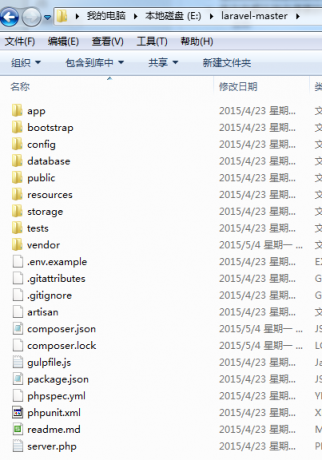 我的电脑 ▸ 本地磁盘 (E:) ▸ laravel-master ▸
文件(F) 编辑(E) 查看(V) 工具(T) 帮助(H)
组织 包含到库中 共享 新建文件夹
名称 修改日期
app 2015/4/23 星期... 文
bootstrap 2015/4/23 星期... 文
config 2015/4/23 星期... 文
database 2015/4/23 星期... 文
public 2015/4/23 星期... 文
resources 2015/4/23 星期... 文
storage 2015/4/23 星期... 文
tests 2015/4/23 星期... 文
vendor 2015/5/4 星期一 ... 文
.env.example 2015/4/23 星期...
.gitattributes 2015/4/23 星期... G
.gitignore 2015/4/23 星期... G
artisan 2015/4/23 星期... 文
composer.json 2015/5/4 星期一 ... JS
composer.lock 2015/5/4 星期一 ... LO
gulpfile.js 2015/4/23 星期... Ja
package.json 2015/4/23 星期... JS
phpspec.yml 2015/4/23 星期... YI
phpunit.xml 2015/4/23 星期... X
readme.md 2015/4/23 星期... M
server.php 2015/4/23 星期... PH